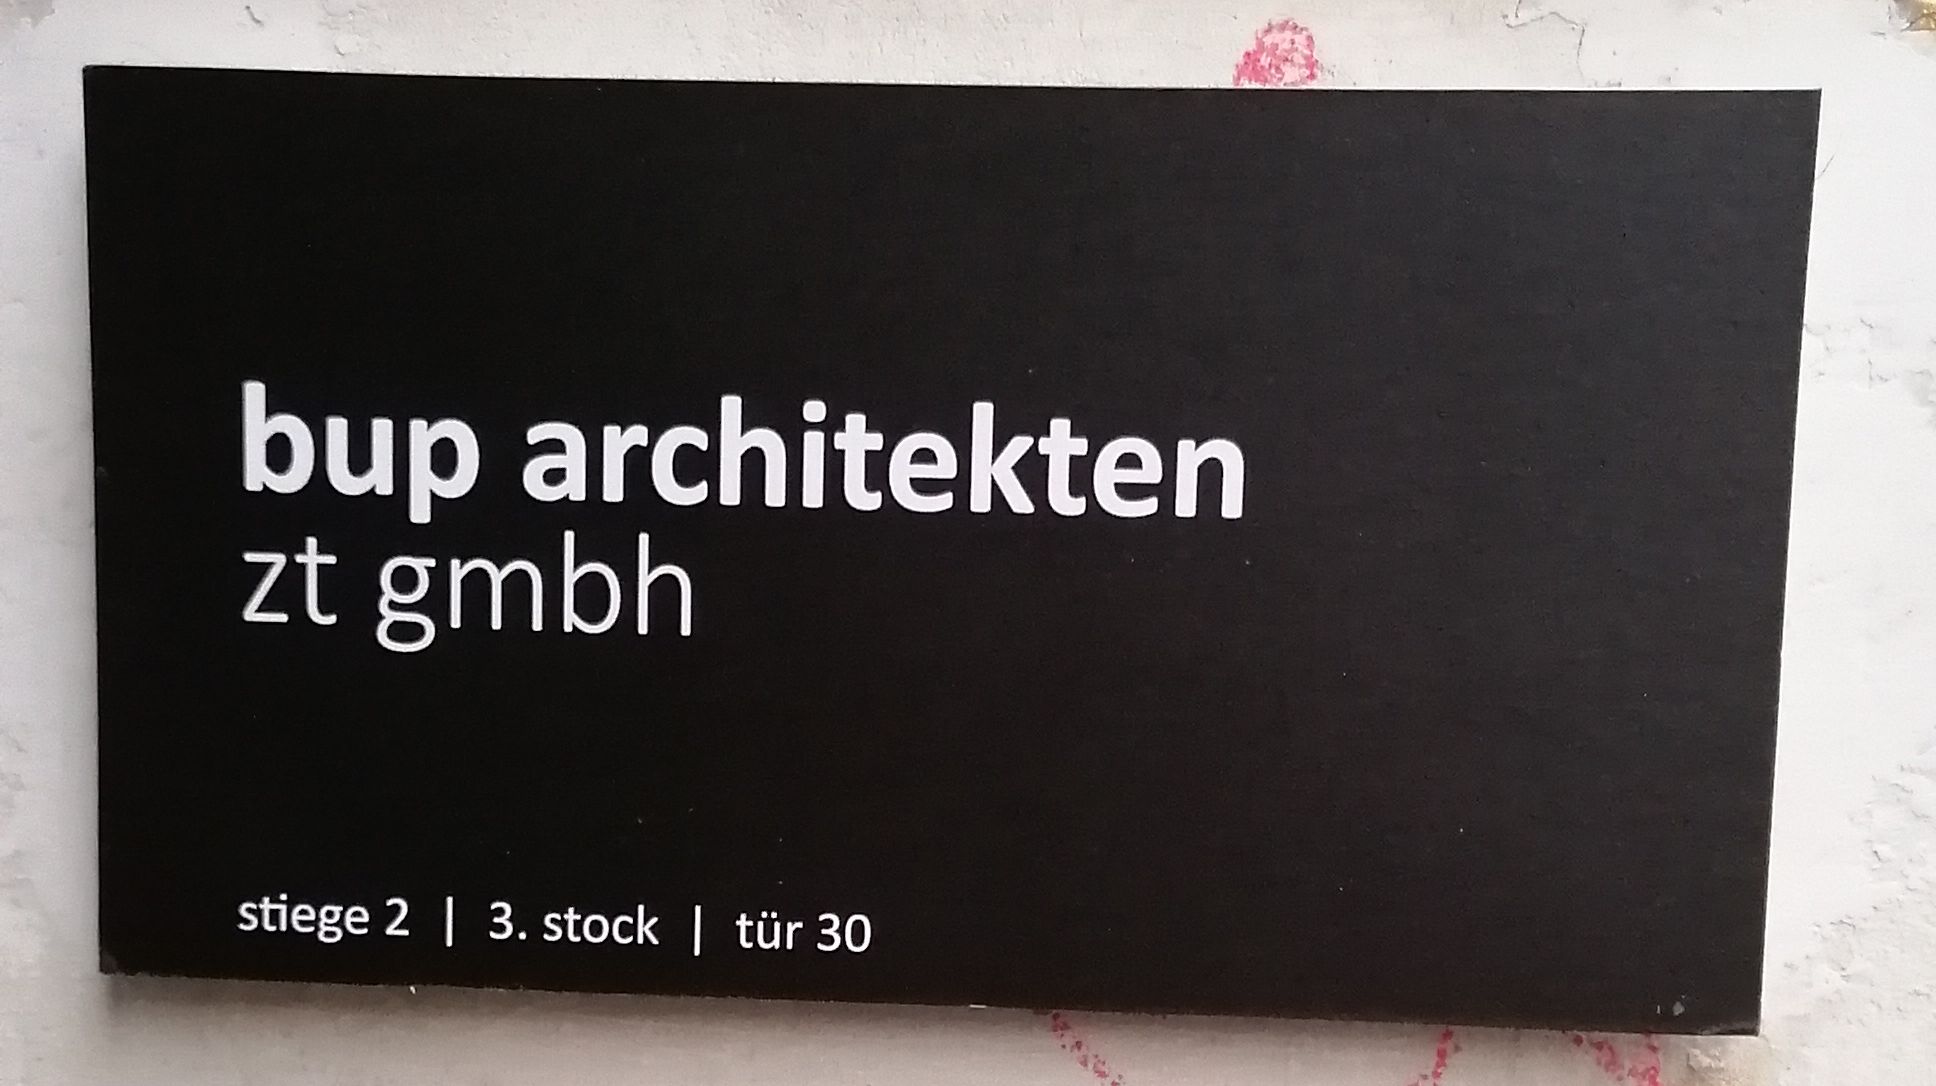 bup architekten
zt gmbh
stiege 2 | 3. stock | tür 30